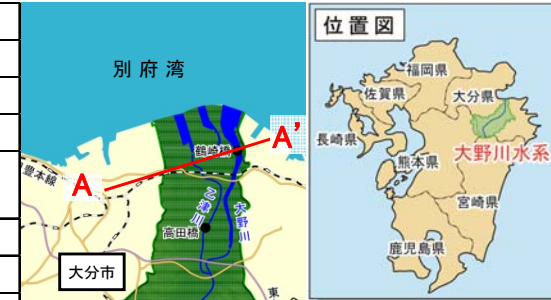 別府湾
A'
鶴崎橋
豊本線
A
乙津川
大野川
高田橋
大分市
東
位置図
福岡県
佐賀県
大分県
長崎県
大野川水系
熊本県
宮崎県
鹿児島県